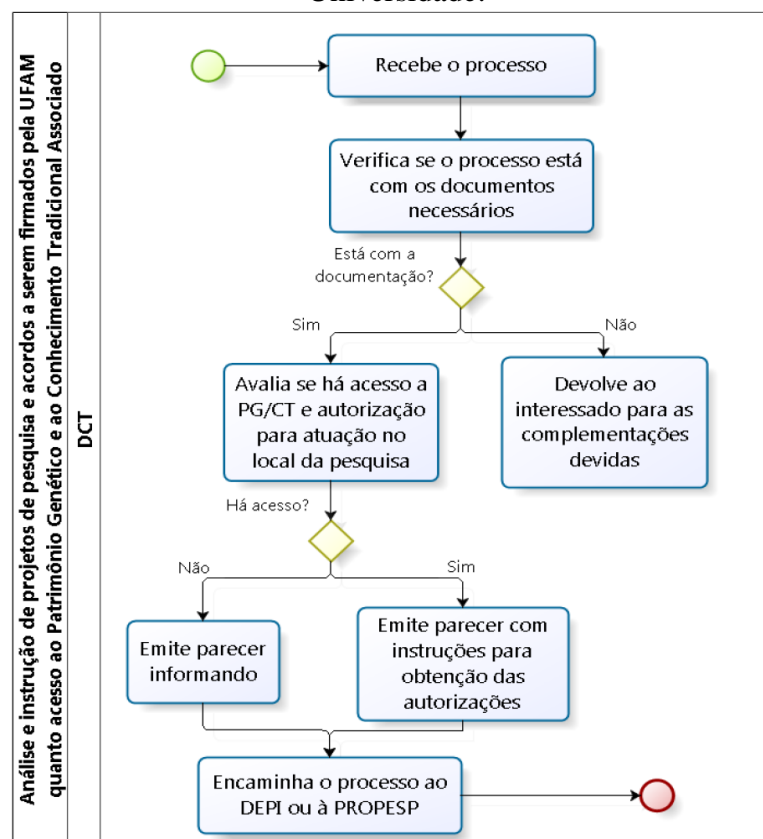 Universidade.
Análise e instrução de projetos de pesquisa e acordos a serem firmados pela UFAM
quanto acesso ao Patrimônio Genético e ao Conhecimento Tradicional Associado
DCT
Recebe o processo
Verifica se o processo está
com os documentos
necessários
Está com a
documentação?
Sim
Não
Avalia se há acesso a
PG/CT e autorização
para atuação no
local da pesquisa
Devolve ao
interessado para as
complementações
devidas
Há acesso?
Não
Sim
Emite parecer
informando
Emite parecer com
instruções para
obtenção das
autorizações
Encaminha o processo ao
DEPI ou à PROPESP